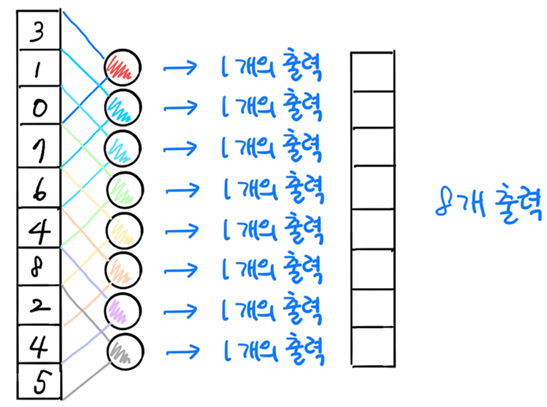 3
1
0
7
6
4
8
2
4
5
→ 1개의 출력
→ 1개의 출력
→ 1개의 출력
→ 1개의 출력
→ 1개의 출력
→ 1개의 출력
→ 1개의 출력
→ 1개의 출력
8개 출력